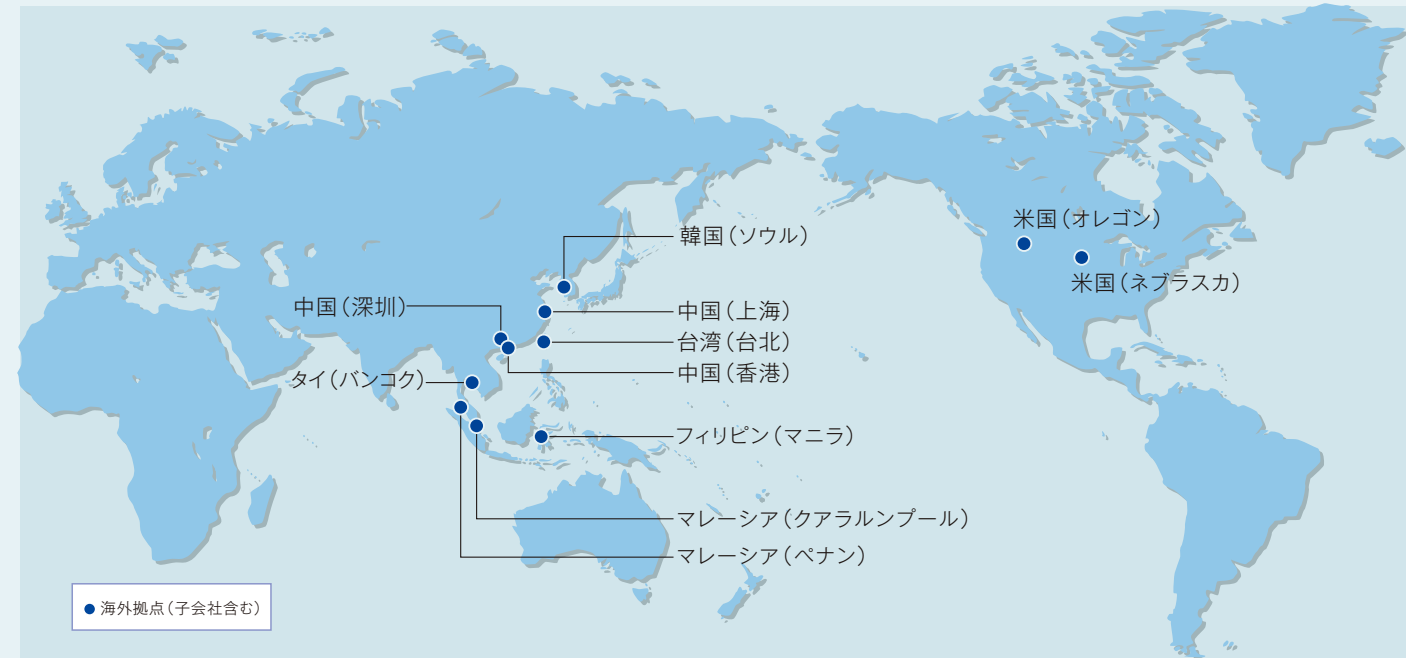 米国（オレゴン）
韓国（ソウル）
米国（ネブラスカ）
中国（深圳）
中国（上海）
台湾（台北）
中国（香港）
タイ（バンコク）
フィリピン（マニラ）
マレーシア（クアラルンプール）
マレーシア（ペナン）
海外拠点（子会社含む）